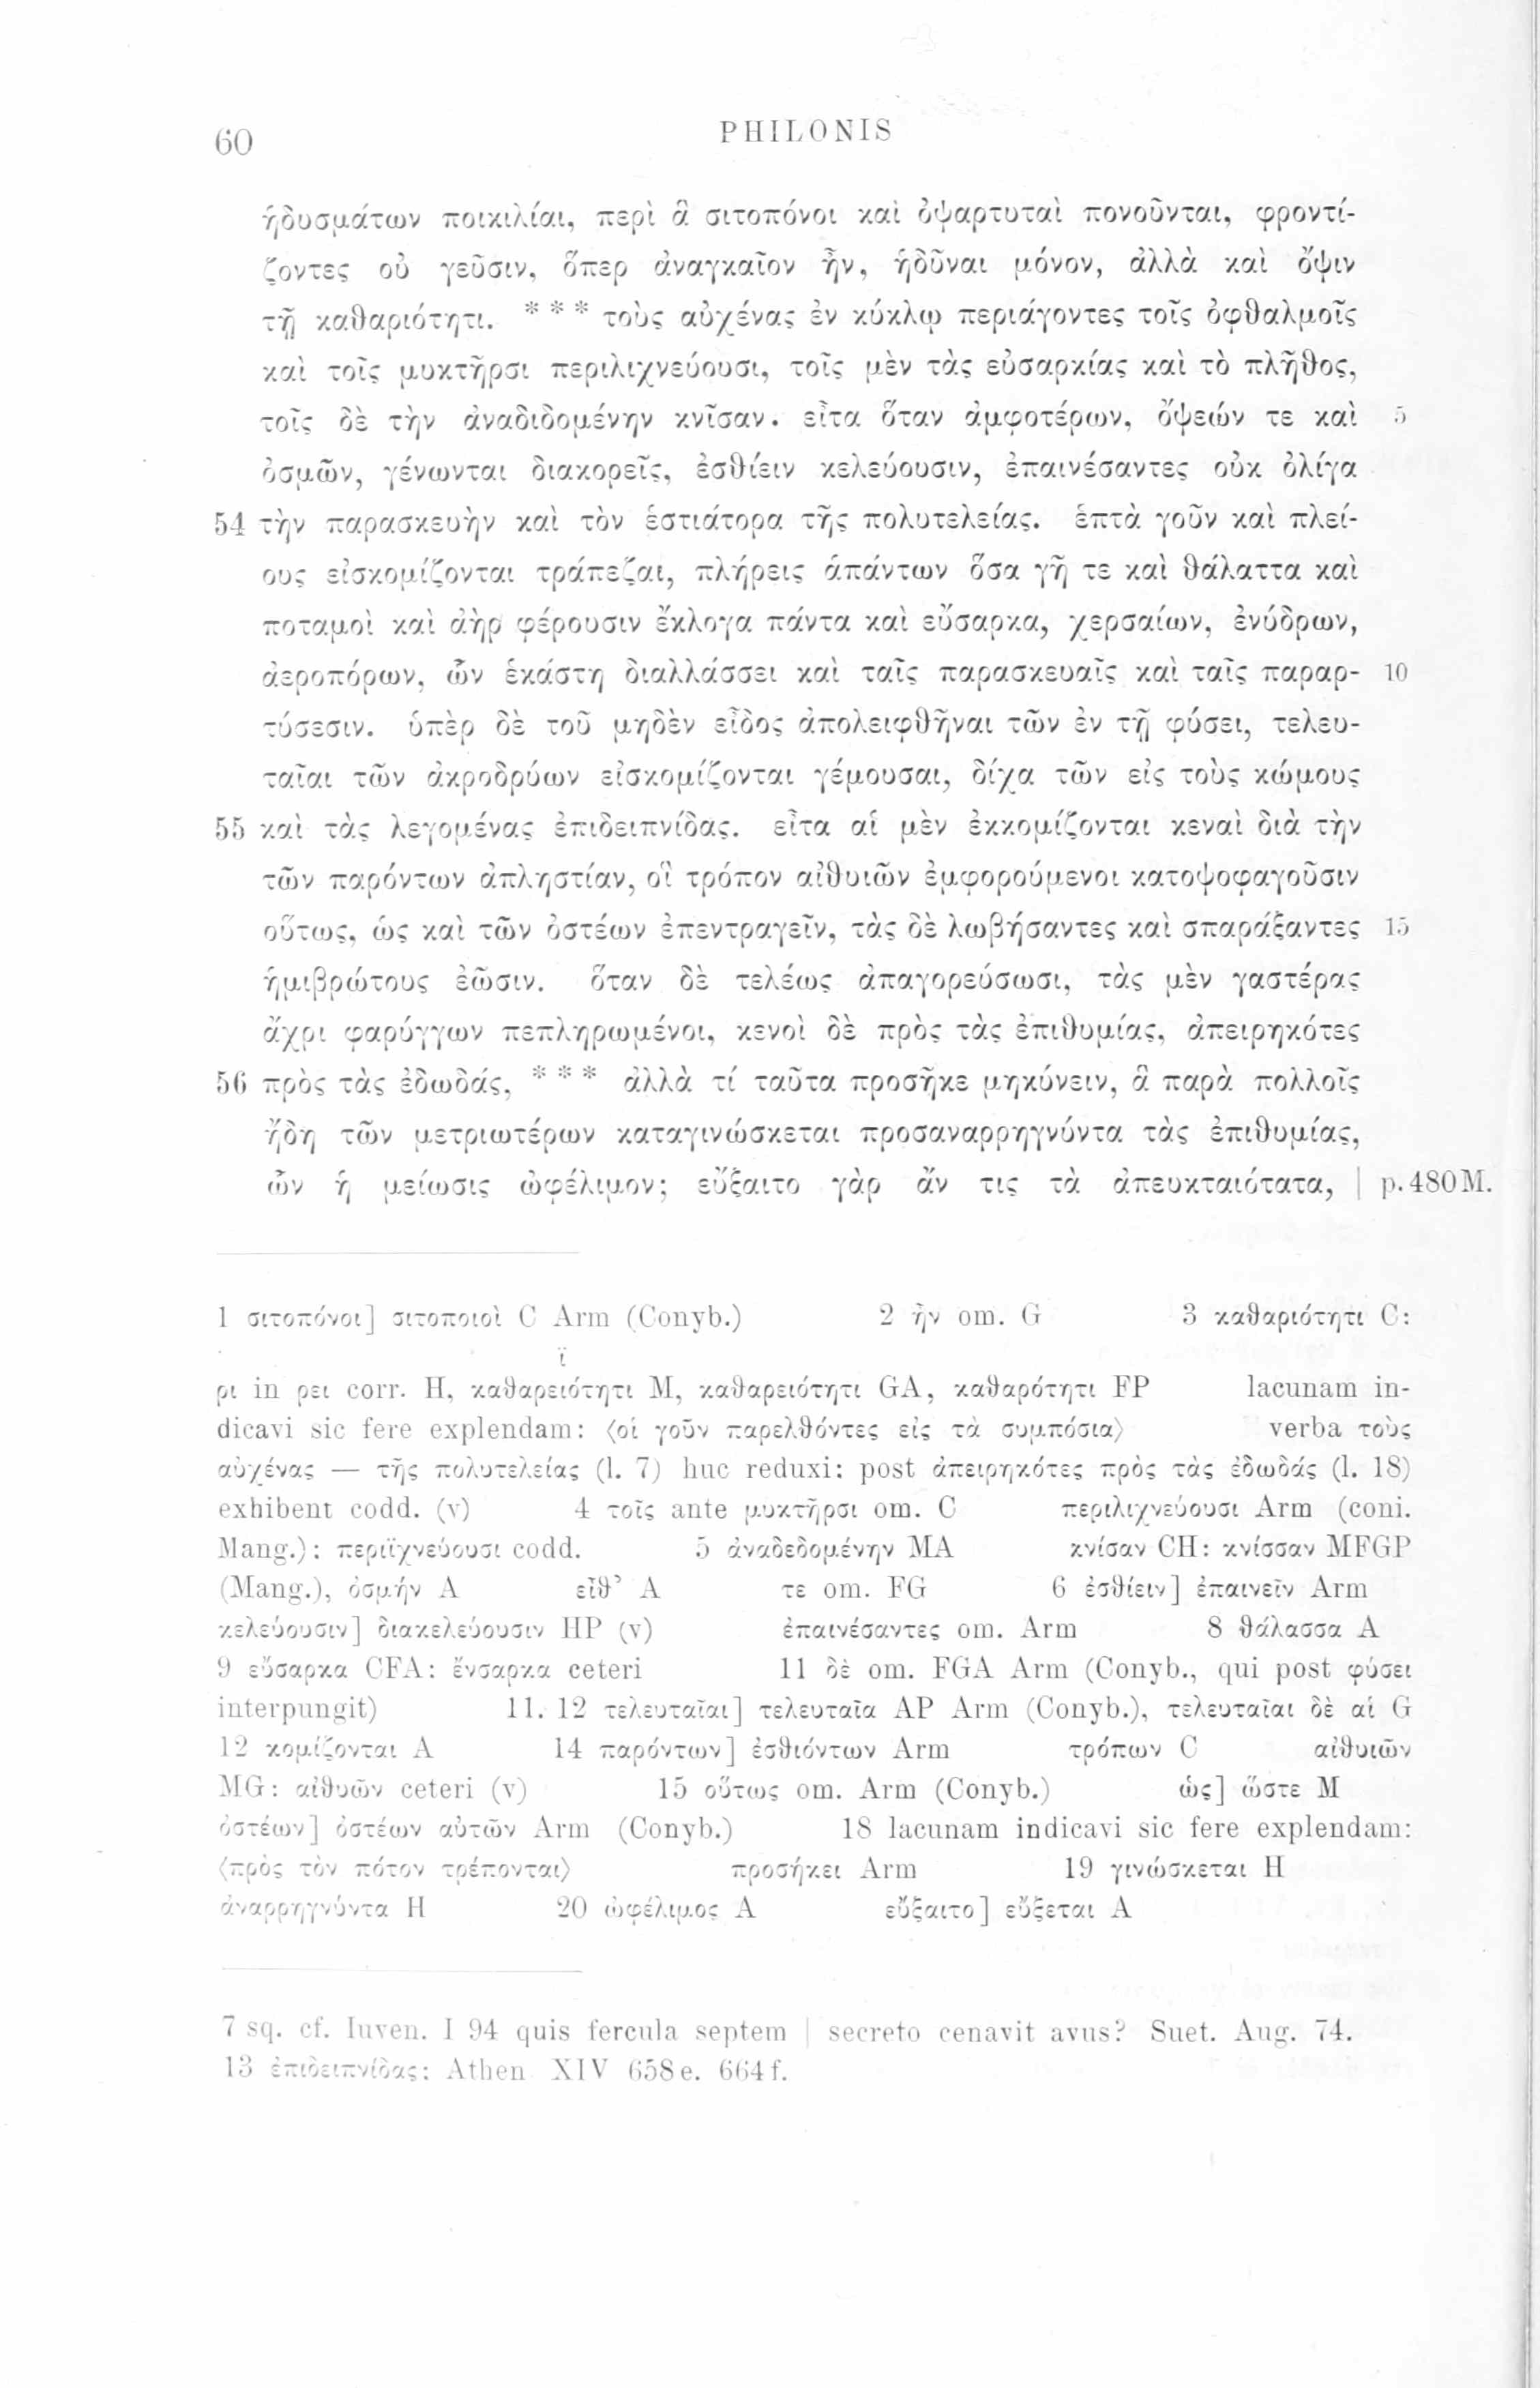 60 PHILONIS
ἡδυσμάτων ποικιλίαι, περὶ ἃ σιτοπόνοι καὶ ὀψαρτυταὶ πονοῦνται, φροντί-
ζοντες οὐ γεῦσιν, ὅπερ ἀναγκαῖον ἦν, ἡδῦναι μόνον, ἀλλὰ καὶ ὄψιν
τῇ καθαριότητι. * * * τοὺς αὐχένας ἐν κύκλῳ περιάγοντες τοῖς ὀφθαλμοῖς
καὶ τοῖς μυκτῆρσι περιλιχνεύουσι, τοῖς μὲν τὰς εὐσαρκίας καὶ τὸ πλῆθος,
τοῖς δὲ τὴν ἀναδιδομένην κνῖσαν. εἶτα ὅταν ἀμφοτέρων, ὄψεών τε καὶ 5
ὀσμῶν, γένωνται διακορεῖς, ἐσθίειν κελεύουσιν, ἐπαινέσαντες οὐκ ὀλίγα
54 τὴν παρασκευὴν καὶ τὸν ἑστιάτορα τῆς πολυτελείας. ἑπτὰ γοῦν καὶ πλεί-
ους εἰσκομίζονται τράπεζαι, πλήρεις ἁπάντων ὅσα γῆ τε καὶ θάλαττα καὶ
ποταμοὶ καὶ ἀὴρ φέρουσιν ἔκλογα πάντα καὶ εὔσαρκα, χερσαίων, ἐνύδρων,
ἀεροπόρων, ὧν ἑκάστη διαλλάσσει καὶ ταῖς παρασκευαῖς καὶ ταῖς παραρ- 10
τύσεσιν. ὑπὲρ δὲ τοῦ μηδὲν εἶδος ἀπολειφθῆναι τῶν ἐν τῇ φύσει, τελευ-
ταῖαι τῶν ἀκροδρύων εἰσκομίζονται γέμουσαι, δίχα τῶν εἰς τοὺς κώμους
55 καὶ τὰς λεγομένας ἐπιδειπνίδας. εἶτα αἱ μὲν ἐκκομίζονται κεναὶ διὰ τὴν
τῶν παρόντων ἀπληστίαν, οἳ τρόπον αἰθυιῶν ἐμφορούμενοι κατοψοφαγοῦσιν
οὕτως, ὡς καὶ τῶν ὀστέων ἐπεντραγεῖν, τὰς δὲ λωβήσαντες καὶ σπαράξαντες 15
ἡμιβρώτους ἐῶσιν. ὅταν δὲ τελέως ἀπαγορεύσωσι, τὰς μὲν γαστέρας
ἄχρι φαρύγγων πεπληρωμένοι, κενοὶ δὲ πρὸς τὰς ἐπιθυμίας, ἀπειρηκότες
56 πρὸς τὰς ἐδωδάς, * * * ἀλλὰ τί ταῦτα προσῆκε μηκύνειν, ἃ παρὰ πολλοῖς
ἤδη τῶν μετριωτέρων καταγινώσκεται προσαναρρηγνύντα τὰς ἐπιθυμίας,
ὧν ἡ μείωσις ὠφέλιμον; εὔξαιτο γὰρ ἄν τις τὰ ἀπευκταιότατα, | p. 480 M.
1 σιτοπόνοι] σιτοποιοὶ C Arm (Conyb.) 2 ἦν om. G 3 καθαριότητι C:
ρι in ρει corr. H, καθαρειότητι M, καθαρειότητι GA, καθαρότητι FP lacunam in-
dicavi sic fere explendam: ⟨οἱ γοῦν παρελθόντες εἰς τὰ συμπόσια⟩ verba τοὺς
αὐχένας — τῆς πολυτελείας (l. 7) huc reduxi: post ἀπειρηκότες πρὸς τὰς ἐδωδάς (l. 18)
exhibent codd. (v) 4 τοῖς ante μυκτῆρσι om. C περιλιχνεύουσι Arm (coni.
Mang.): περιϊχνεύουσι codd. 5 ἀναδεδομένην MA κνίσαν CH: κνίσσαν MFGP
(Mang.), ὀσμήν A εἶθ’ A τε om. FG 6 ἐσθίειν] ἐπαινεῖν Arm
κελεύουσιν] διακελεύουσιν HP (v) ἐπαινέσαντες om. Arm 8 θάλασσα A
9 εὔσαρκα CFA: ἔνσαρκα ceteri 11 δὲ om. FGA Arm (Conyb., qui post φύσει
interpungit) 11. 12 τελευταῖαι] τελευταῖα AP Arm (Conyb.), τελευταῖαι δὲ αἱ G
12 κομίζονται A 14 παρόντων] ἐσθιόντων Arm τρόπων C αἰθυιῶν
MG: αἰθυῶν ceteri (v) 15 οὕτως om. Arm (Conyb.) ὡς] ὥστε M
ὀστέων] ὀστέων αὐτῶν Arm (Conyb.) 18 lacunam indicavi sic fere explendam:
⟨πρὸς τὸν πότον τρέπονται⟩ προσήκει Arm 19 γινώσκεται H
ἀναρρηγνύντα H 20 ὠφέλιμος A εὔξαιτο] εὔξεται A
7 sq. cf. Iuven. I 94 quis fercula septem | secreto cenavit avus? Suet. Aug. 74.
13 ἐπιδειπνίδας: Athen XIV 658 e. 664 f.